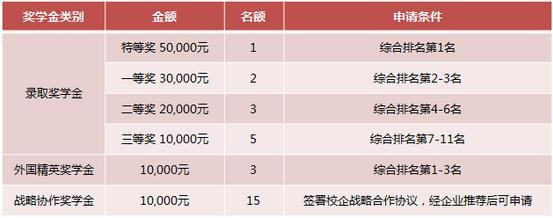 奖学金类别 金额 名额 申请条件
特等奖 50,000元 1 综合排名第1名
一等奖 30,000元 2 综合排名第2-3名
录取奖学金
二等奖 20,000元 3 综合排名第4-6名
三等奖 10,000元 5 综合排名第7-11名
外国精英奖学金 10,000元 3 综合排名第1-3名
战略协作奖学金 10,000元 15 签署校企战略合作协议，经企业推荐后可申请